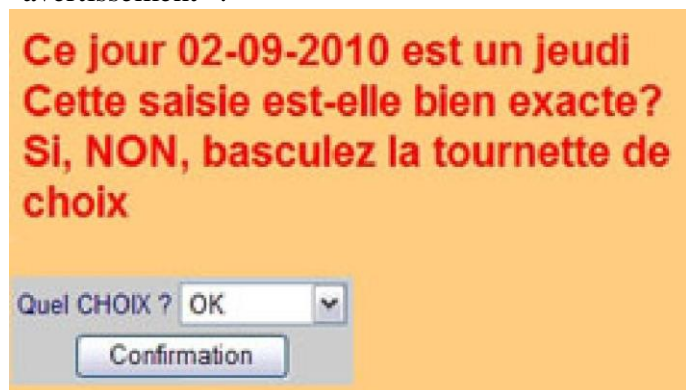 Ce jour 02-09-2010 est un jeudi
Cette saisie est-elle bien exacte?
Si, NON, basculez la tournette de
choix
Quel CHOIX ? OK
Confirmation